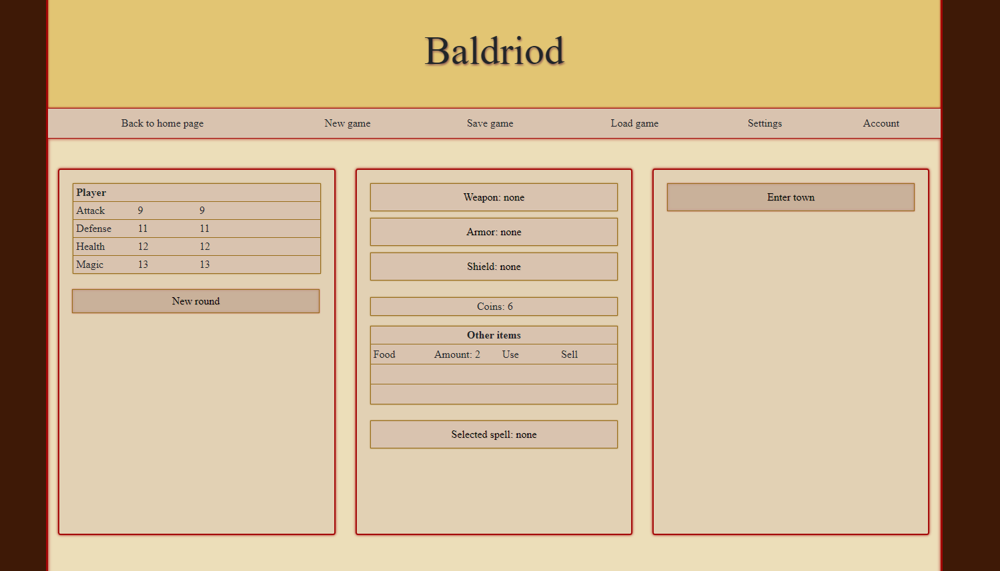 Baldriod
Back to home page New game Save game Load game Settings Account
Player
Attack 9 9
Defense 11 11
Health 12 12
Magic 13 13
New round
Weapon: none
Armor: none
Shield: none
Coins: 6
Other items
Food Amount: 2 Use Sell
Selected spell: none
Enter town